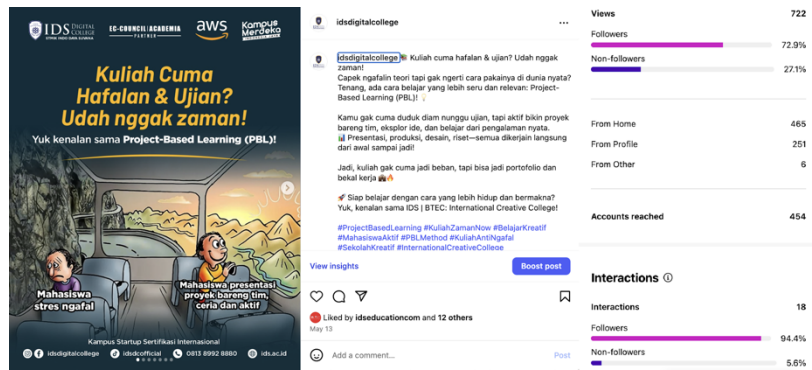 IDS DIGITAL COLLEGE
EC-COUNCIL ACADEMIA
PARTNER
aws
Kampus
Merdeka
INDONESIA JAYA
Kuliah Cuma
Hafalan & Ujian?
Udah nggak zaman!
Yuk kenalan sama Project-Based Learning (PBL)!
Mahasiswa
stres ngafal
Mahasiswa presentasi
proyek bareng tim,
ceria dan aktif
Kampus Startup Sertifikasi Internasional
idsdigitalcollege
idsdcofficial
0813 8992 8880
ids.ac.id
idsdigitalcollege
idsdigitalcollege Kuliah cuma hafalan & ujian? Udah nggak
zaman!
Capek ngafalin teori tapi gak ngerti cara pakainya di dunia nyata?
Tenang, ada cara belajar yang lebih seru dan relevan: Project-
Based Learning (PBL)!
Kamu gak cuma duduk diam nunggu ujian, tapi aktif bikin proyek
bareng tim, eksplor ide, dan belajar dari pengalaman nyata.
Presentasi, produksi, desain, riset—semua dikerjain langsung
dari awal sampai jadi!
Jadi, kuliah gak cuma jadi beban, tapi bisa jadi portofolio dan
bekal kerja
Siap belajar dengan cara yang lebih hidup dan bermakna?
Yuk, kenalan sama IDS | BTEC: International Creative College!
#ProjectBasedLearning #KuliahZamanNow #BelajarKreatif
#MahasiswaAktif #PBLMethod #KuliahAntiNgafal
#SekolahKreatif #InternationalCreativeCollege
View insights
Boost post
Liked by idseducationcom and 12 others
May 13
Add a comment...
Post
Views 722
Followers
72.9%
Non-followers
27.1%
From Home 465
From Profile 251
From Other 6
Accounts reached 454
Interactions
Interactions 18
Followers
94.4%
Non-followers
5.6%